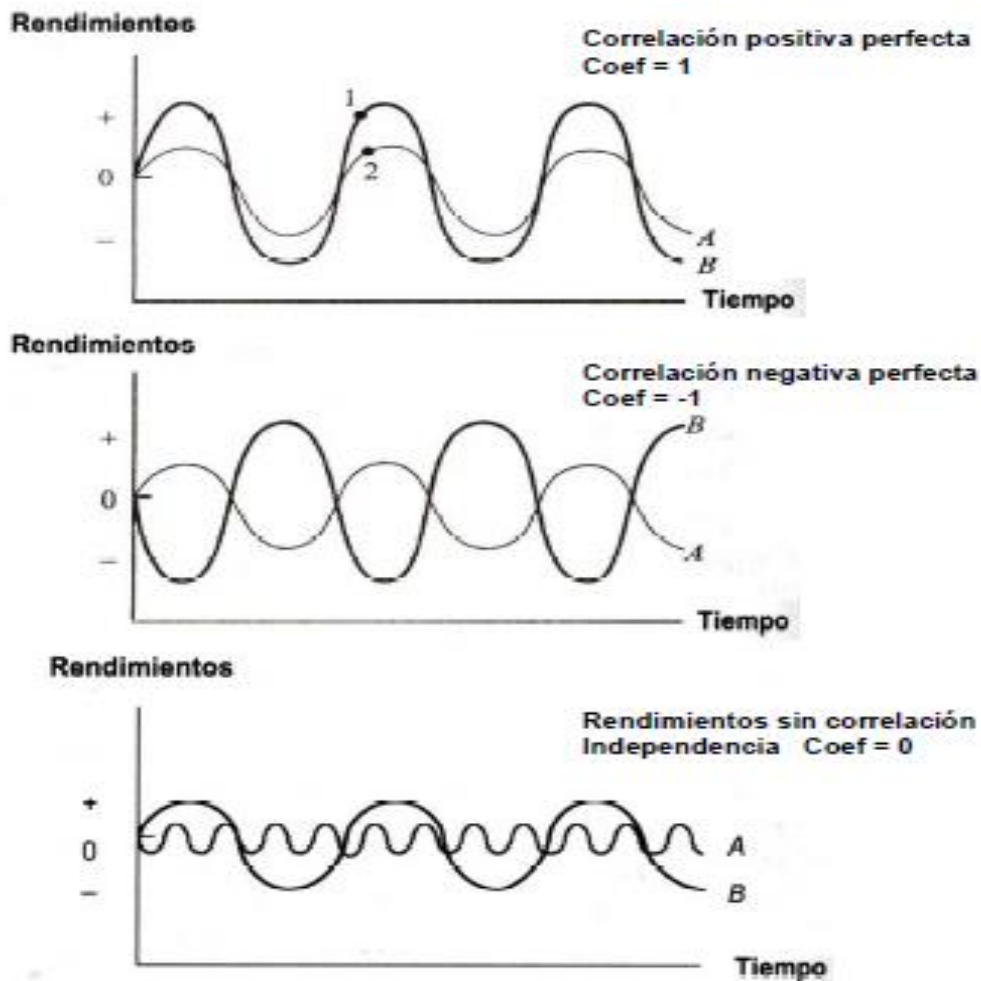 Rendimientos
Correlación positiva perfecta
Coef = 1
+
1
0
2
–
A
B
Tiempo
Rendimientos
Correlación negativa perfecta
Coef = -1
B
+
0
A
–
Tiempo
Rendimientos
Rendimientos sin correlación
Independencia Coef = 0
+
0
A
–
B
Tiempo